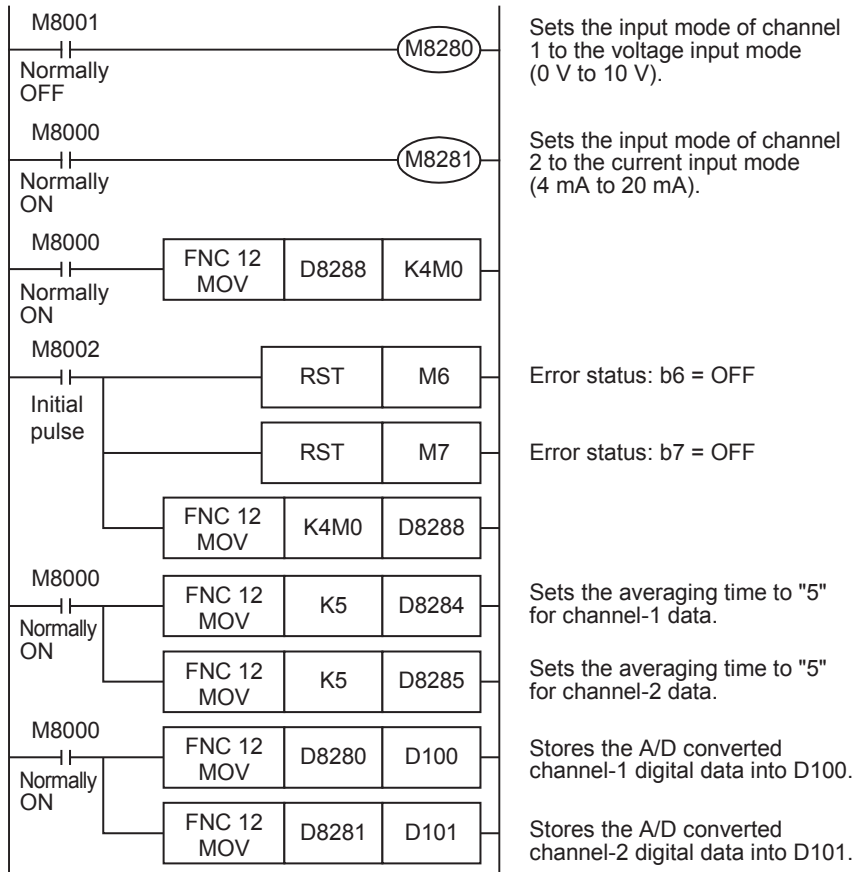 M8001
Normally
OFF
M8280
Sets the input mode of channel
1 to the voltage input mode
(0 V to 10 V).
M8000
Normally
ON
M8281
Sets the input mode of channel
2 to the current input mode
(4 mA to 20 mA).
M8000
Normally
ON
FNC 12
MOV
D8288
K4M0
M8002
Initial
pulse
RST
M6
Error status: b6 = OFF
RST
M7
Error status: b7 = OFF
FNC 12
MOV
K4M0
D8288
M8000
Normally
ON
FNC 12
MOV
K5
D8284
Sets the averaging time to "5"
for channel-1 data.
FNC 12
MOV
K5
D8285
Sets the averaging time to "5"
for channel-2 data.
M8000
Normally
ON
FNC 12
MOV
D8280
D100
Stores the A/D converted
channel-1 digital data into D100.
FNC 12
MOV
D8281
D101
Stores the A/D converted
channel-2 digital data into D101.